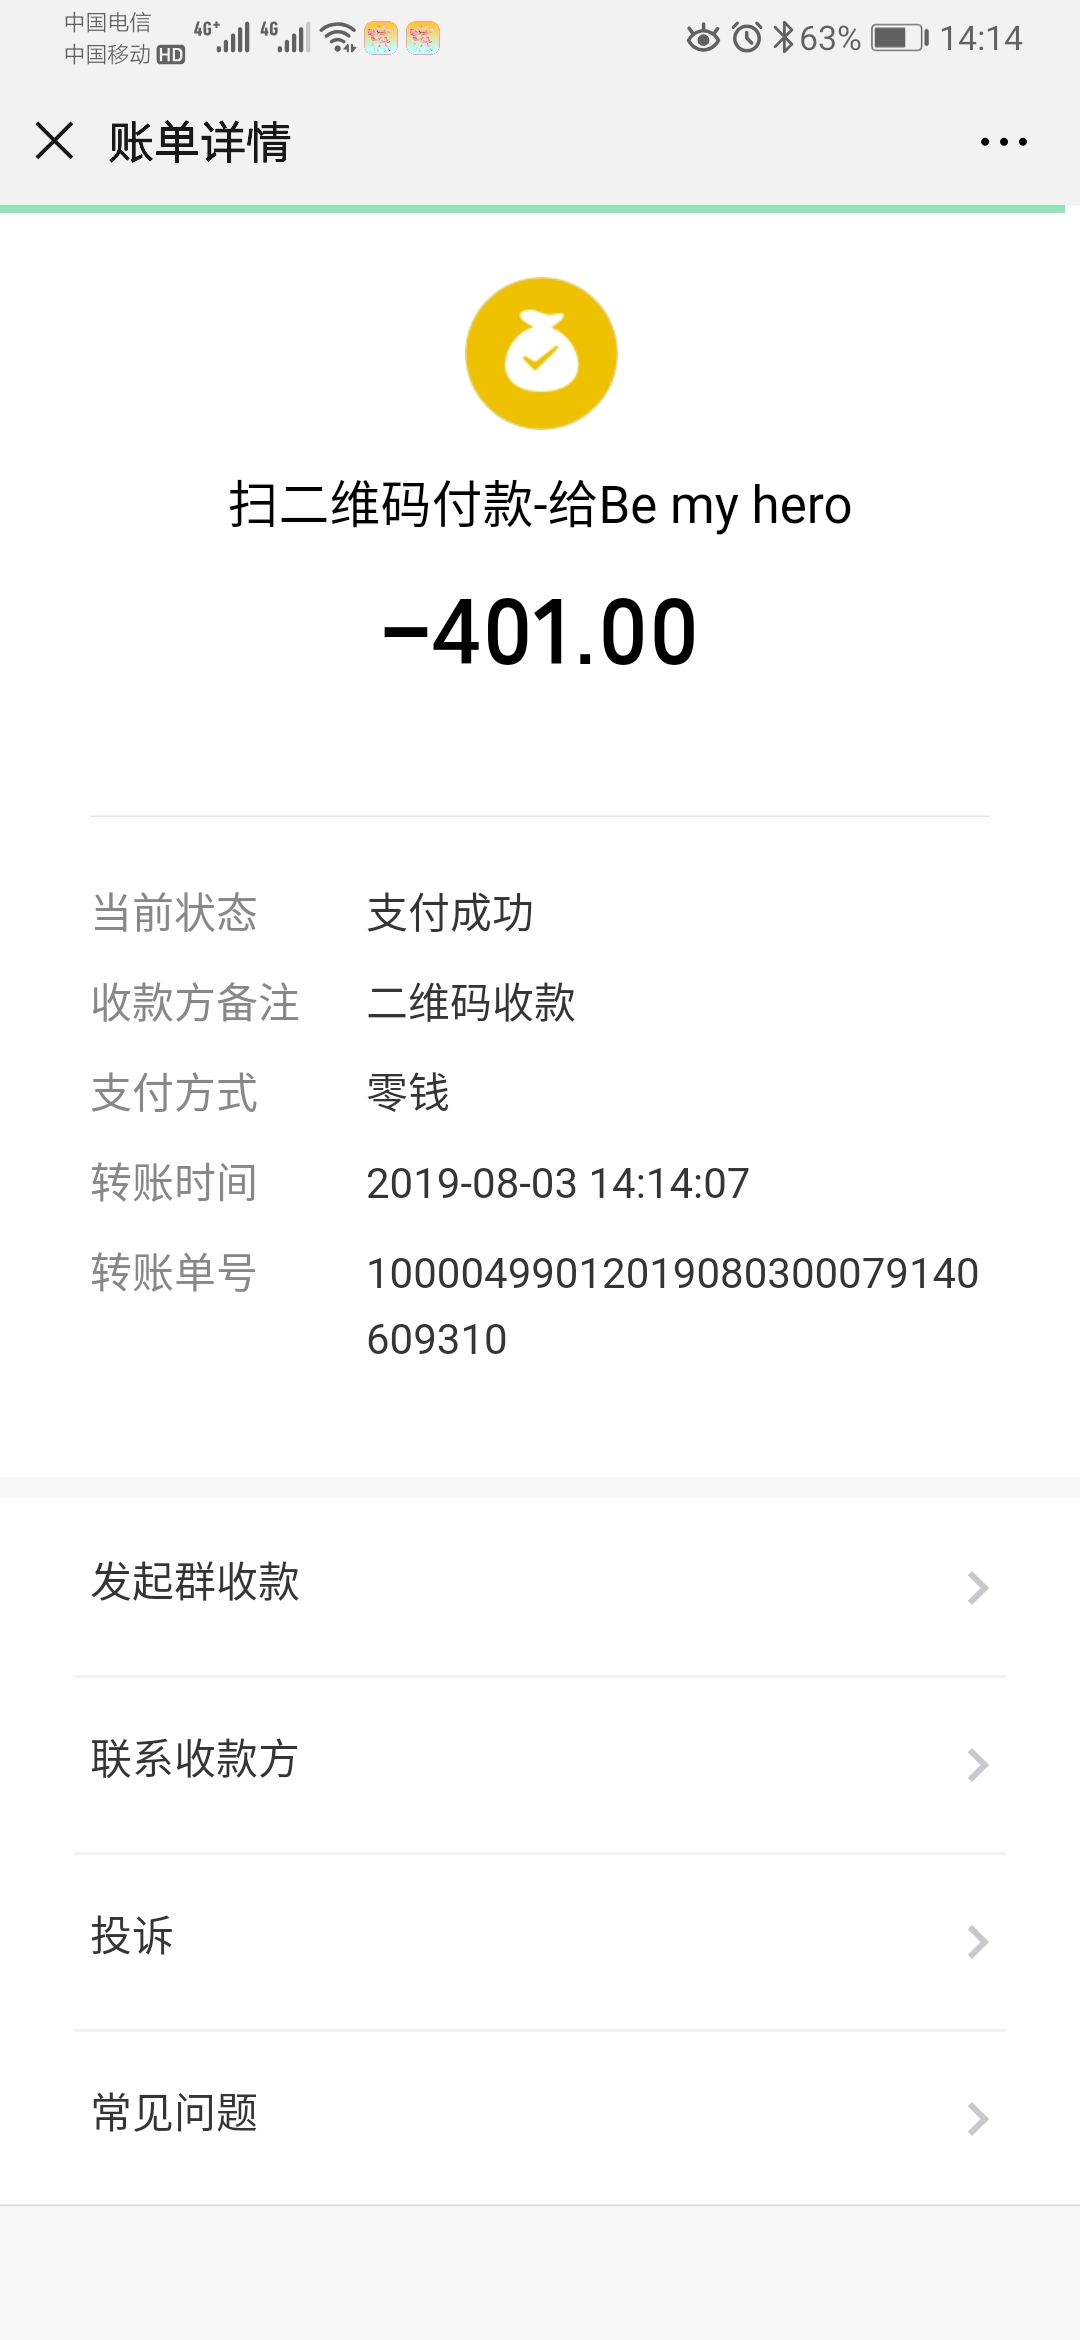 中国电信
中国移动 HD 4G+ 4G 63% 14:14
账单详情
扫二维码付款-给Be my hero
-401.00
当前状态 支付成功
收款方备注 二维码收款
支付方式 零钱
转账时间 2019-08-03 14:14:07
转账单号 10000499012019080300079140
609310
发起群收款
联系收款方
投诉
常见问题